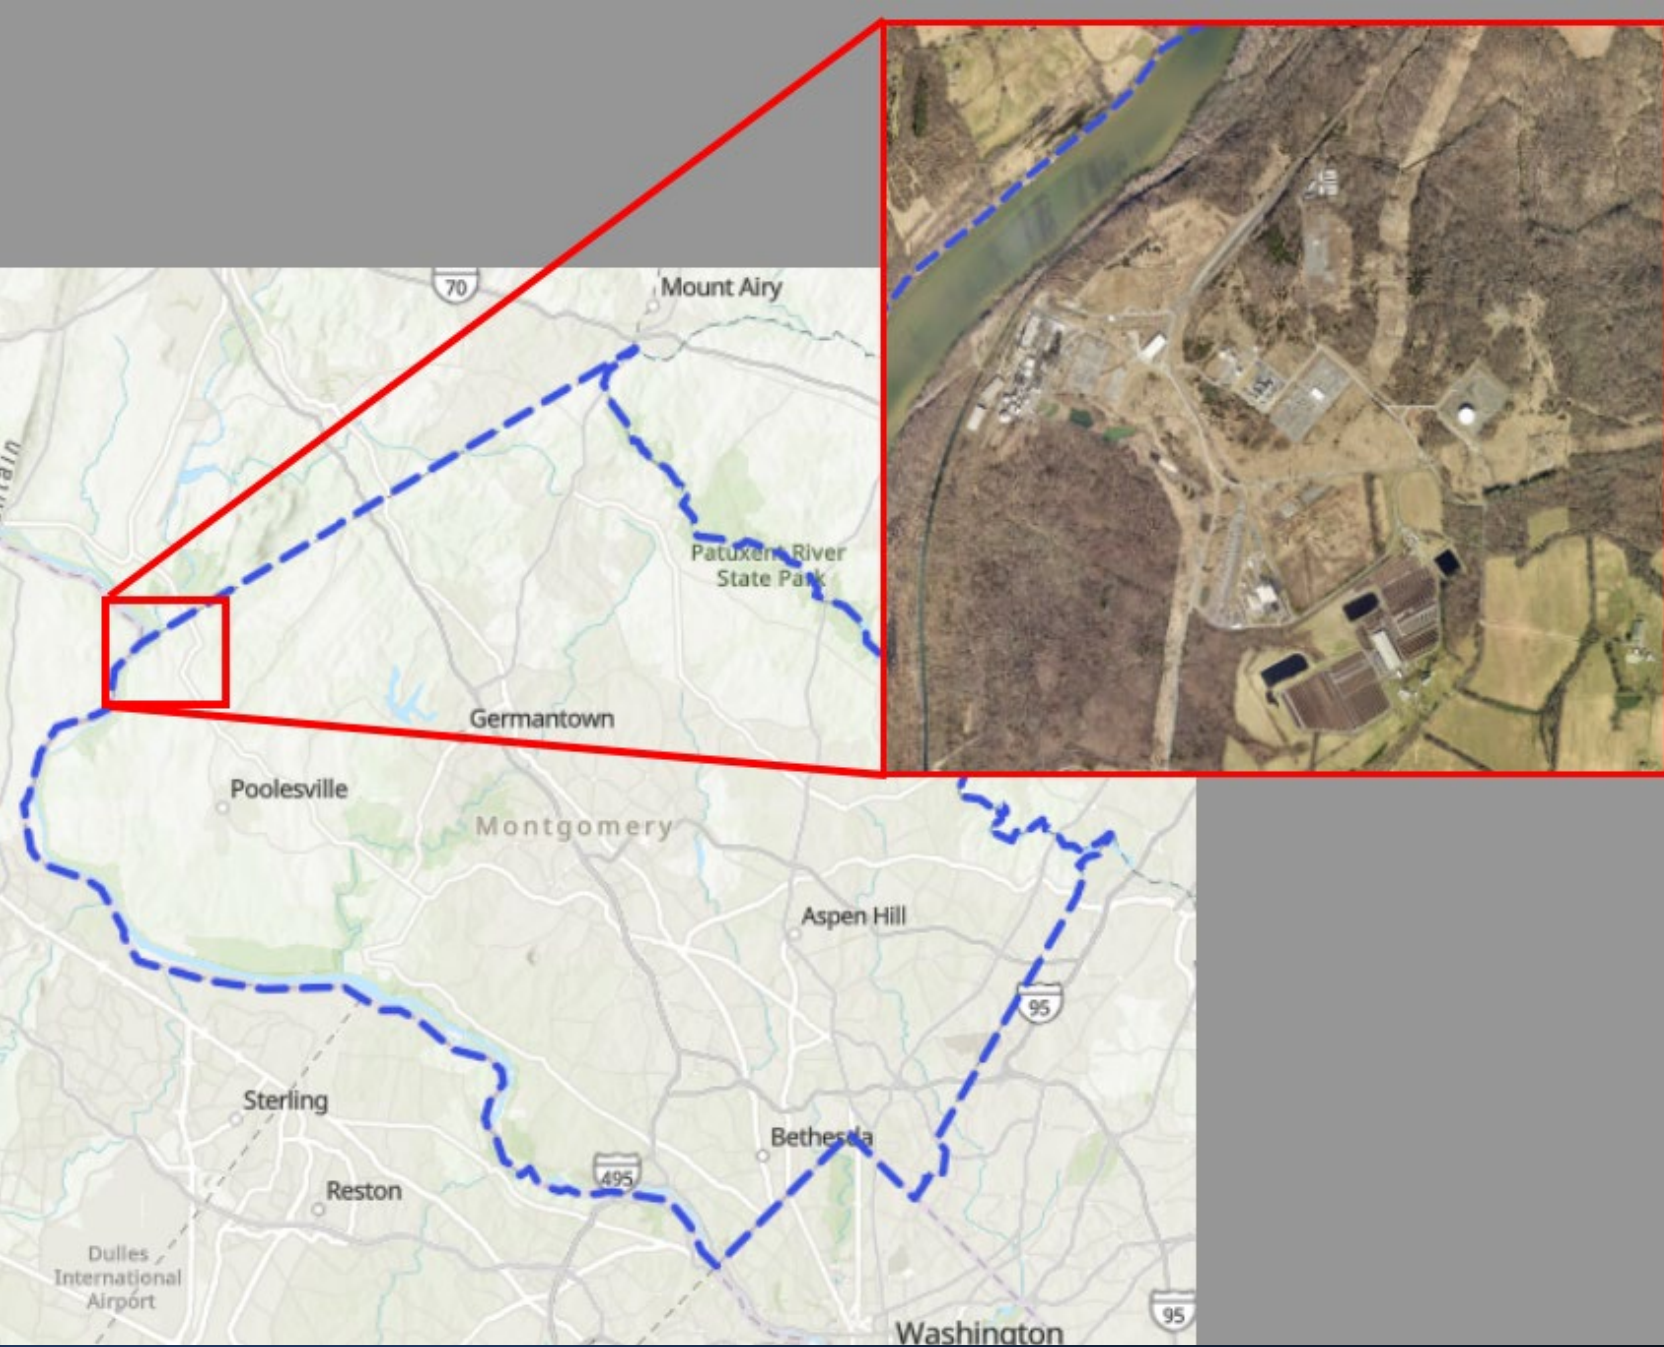 70
Mount Airy
ntain
Patuxent River
State Park
Germantown
Poolesville
Montgomery
Aspen Hill
95
Sterling
Bethesda
495
Reston
Dulles
International
Airport
95
Washington